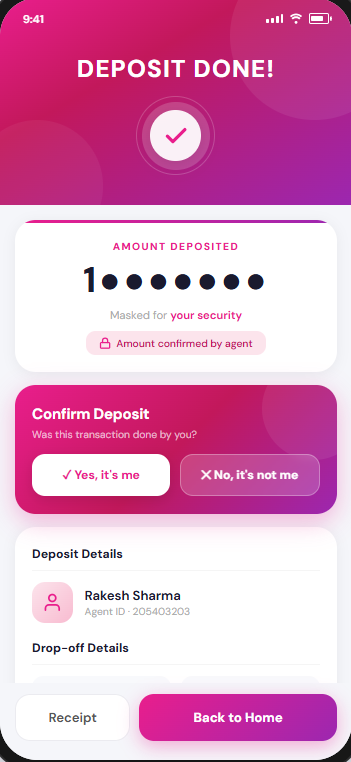 9:41
DEPOSIT DONE!
AMOUNT DEPOSITED
1●●●●●●●
Masked for your security
Amount confirmed by agent
Confirm Deposit
Was this transaction done by you?
✓ Yes, it's me
✕ No, it's not me
Deposit Details
Rakesh Sharma
Agent ID · 205403203
Drop-off Details
Receipt
Back to Home